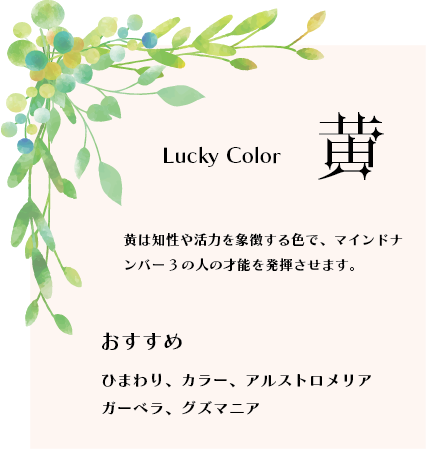 Lucky Color 黄
黄は知性や活力を象徴する色で、マインドナ
ンバー３の人の才能を発揮させます。
おすすめ
ひまわり、カラー、アルストロメリア
ガーベラ、グズマニア